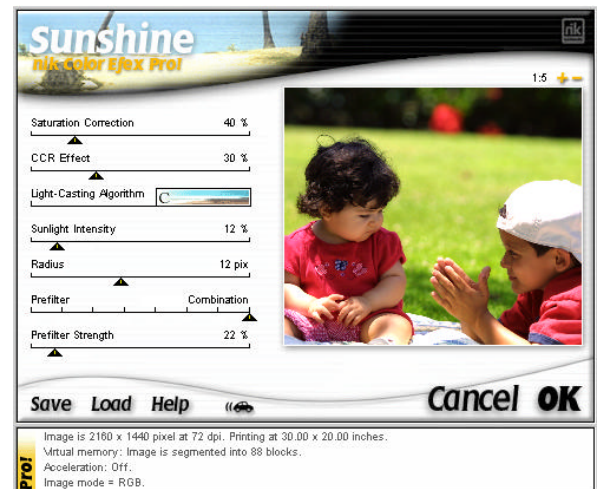 Sunshine
nik Color Efex Pro!
nik
1:5
Saturation Correction 40 %
CCR Effect 30 %
Light-Casting Algorithm C
Sunlight Intensity 12 %
Radius 12 pix
Prefilter Combination
Prefilter Strength 22 %
Save Load Help
Cancel OK
Pro!
Image is 2160 x 1440 pixel at 72 dpi. Printing at 30.00 x 20.00 inches.
Virtual memory: Image is segmented into 88 blocks.
Acceleration: Off.
Image mode = RGB.